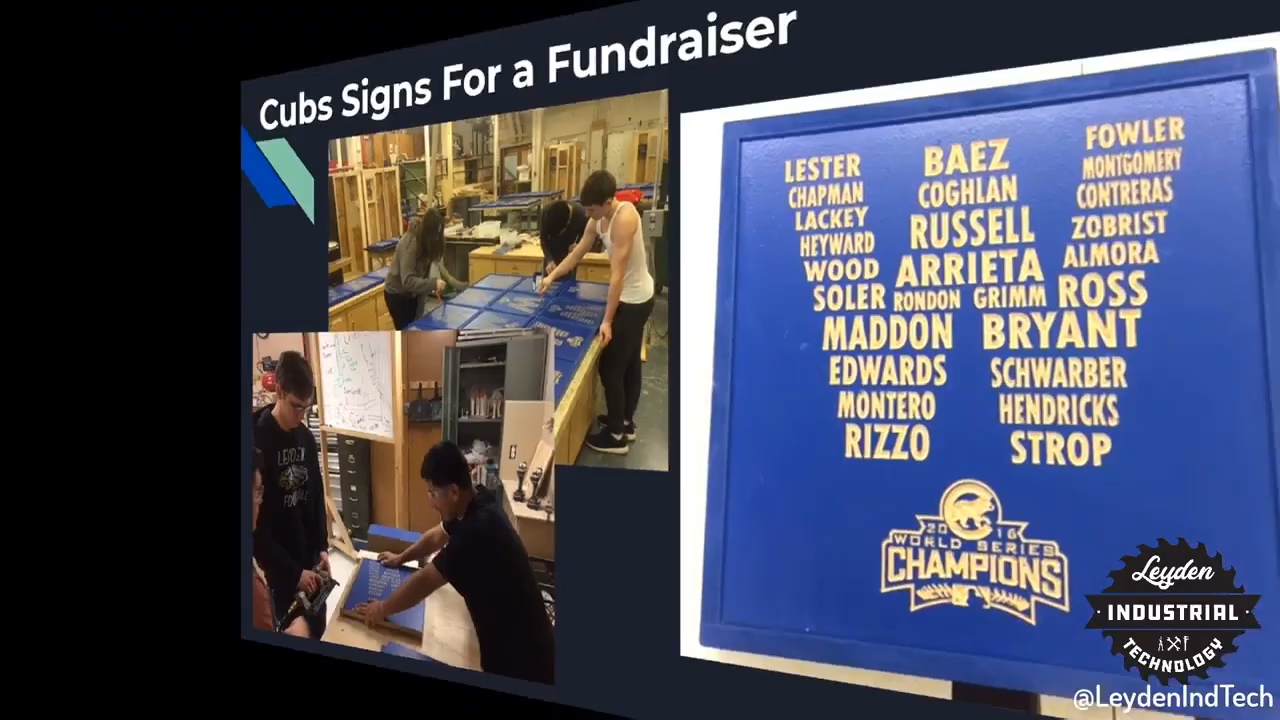 Cubs Signs For a Fundraiser
LESTER
CHAPMAN
LACKEY
HEYWARD
WOOD
SOLER
BAEZ
COGHLAN
RUSSELL
ARRIETA
RONDON GRIMM
FOWLER
MONTGOMERY
CONTRERAS
ZOBRIST
ALMORA
ROSS
MADDON BRYANT
EDWARDS SCHWARBER
MONTERO HENDRICKS
RIZZO STROP
2016
WORLD SERIES
CHAMPIONS
LEYDEN
Leyden
INDUSTRIAL
TECHNOLOGY
@LeydenIndTech